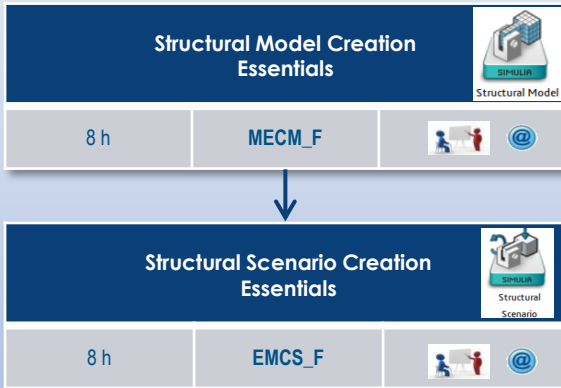 Structural Model Creation
Essentials
SIMULIA
Structural Model
8 h
MECM_F
@
Structural Scenario Creation
Essentials
SIMULIA
Structural
Scenario
8 h
EMCS_F
@